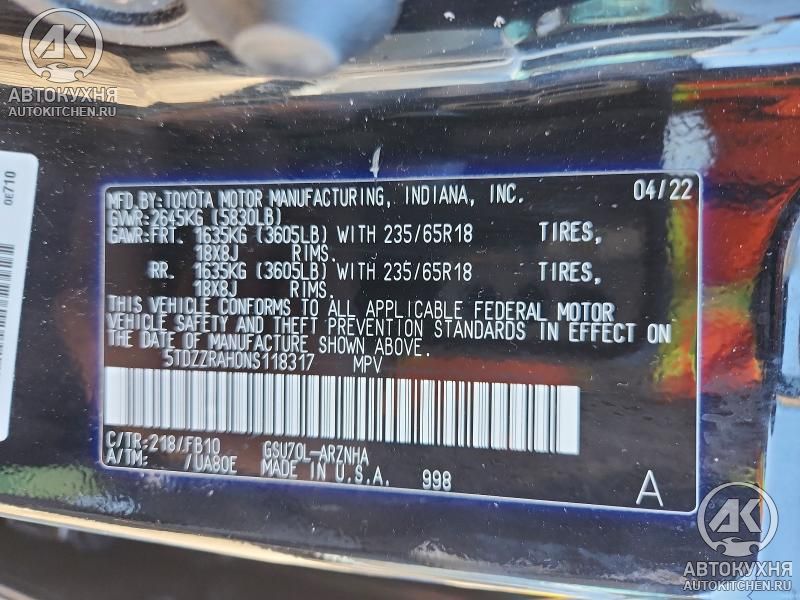 АК
АВТОКУХНЯ
AUTOKITCHEN.RU
0E710
MFD.BY:TOYOTA MOTOR MANUFACTURING, INDIANA, INC. 04/22
GVWR:2645KG (5830LB)
GAWR:FRT. 1635KG (3605LB) WITH 235/65R18 TIRES,
18X8J RIMS.
RR. 1635KG (3605LB) WITH 235/65R18 TIRES,
18X8J RIMS.
THIS VEHICLE CONFORMS TO ALL APPLICABLE FEDERAL MOTOR
VEHICLE SAFETY AND THEFT PREVENTION STANDARDS IN EFFECT ON
THE DATE OF MANUFACTURE SHOWN ABOVE.
5TDZZRAH0NS118317 MPV
C/TR:218/FB10 GSU70L-ARZNHA
A/TM: /UA80E MADE IN U.S.A. 998 A
АК
АВТОКУХНЯ
AUTOKITCHEN.RU